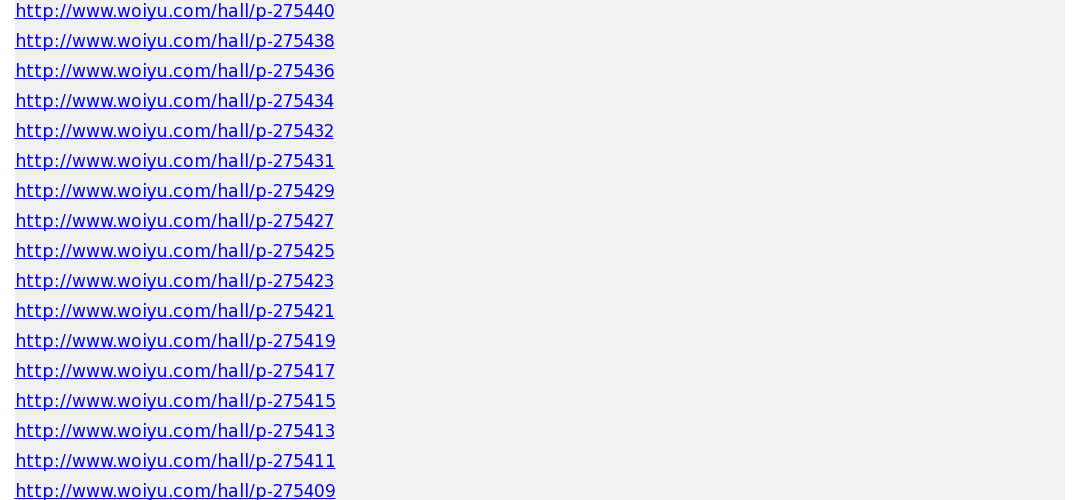 http://www.woiyu.com/hall/p-275440
http://www.woiyu.com/hall/p-275438
http://www.woiyu.com/hall/p-275436
http://www.woiyu.com/hall/p-275434
http://www.woiyu.com/hall/p-275432
http://www.woiyu.com/hall/p-275431
http://www.woiyu.com/hall/p-275429
http://www.woiyu.com/hall/p-275427
http://www.woiyu.com/hall/p-275425
http://www.woiyu.com/hall/p-275423
http://www.woiyu.com/hall/p-275421
http://www.woiyu.com/hall/p-275419
http://www.woiyu.com/hall/p-275417
http://www.woiyu.com/hall/p-275415
http://www.woiyu.com/hall/p-275413
http://www.woiyu.com/hall/p-275411
http://www.woiyu.com/hall/p-275409